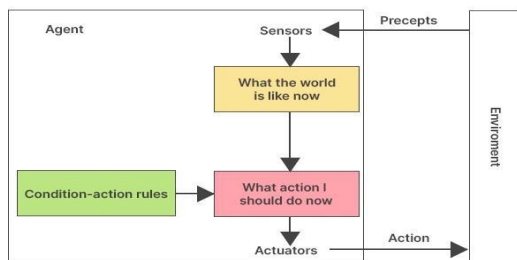 Agent
Sensors
Precepts
What the world
is like now
Enviroment
Condition-action rules
What action I
should do now
Actuators
Action